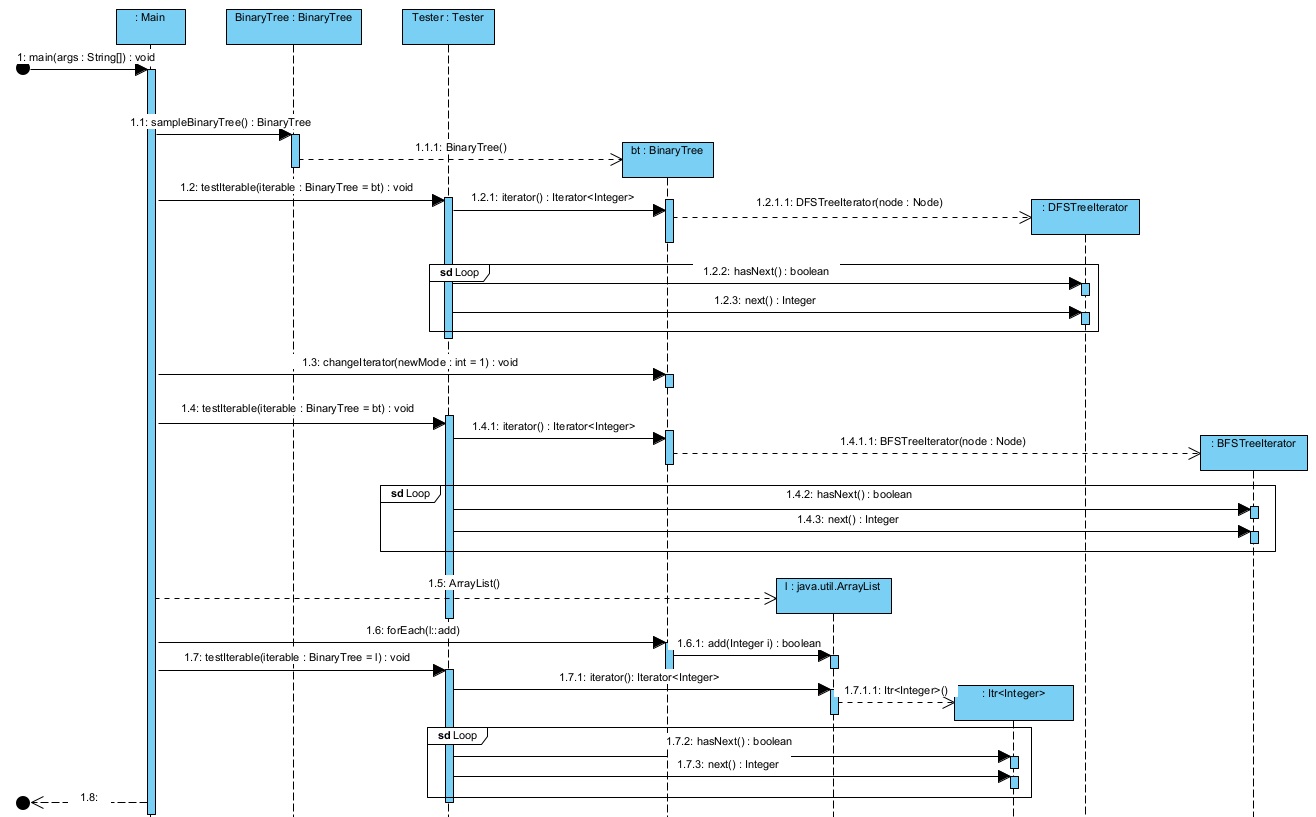 : Main
BinaryTree : BinaryTree
Tester : Tester
1: main(args : String[]) : void
1.1: sampleBinaryTree() : BinaryTree
1.1.1: BinaryTree()
bt : BinaryTree
1.2: testIterable(iterable : BinaryTree = bt) : void
1.2.1: iterator() : Iterator<Integer>
1.2.1.1: DFSTreeIterator(node : Node)
: DFSTreeIterator
sd Loop
1.2.2: hasNext() : boolean
1.2.3: next() : Integer
1.3: changeIterator(newMode : int = 1) : void
1.4: testIterable(iterable : BinaryTree = bt) : void
1.4.1: iterator() : Iterator<Integer>
1.4.1.1: BFSTreeIterator(node : Node)
: BFSTreeIterator
sd Loop
1.4.2: hasNext() : boolean
1.4.3: next() : Integer
1.5: ArrayList()
l : java.util.ArrayList
1.6: forEach(l::add)
1.6.1: add(Integer i) : boolean
1.7: testIterable(iterable : BinaryTree = l) : void
1.7.1: iterator(): Iterator<Integer>
1.7.1.1: Itr<Integer>()
: Itr<Integer>
sd Loop
1.7.2: hasNext() : boolean
1.7.3: next() : Integer
1.8: